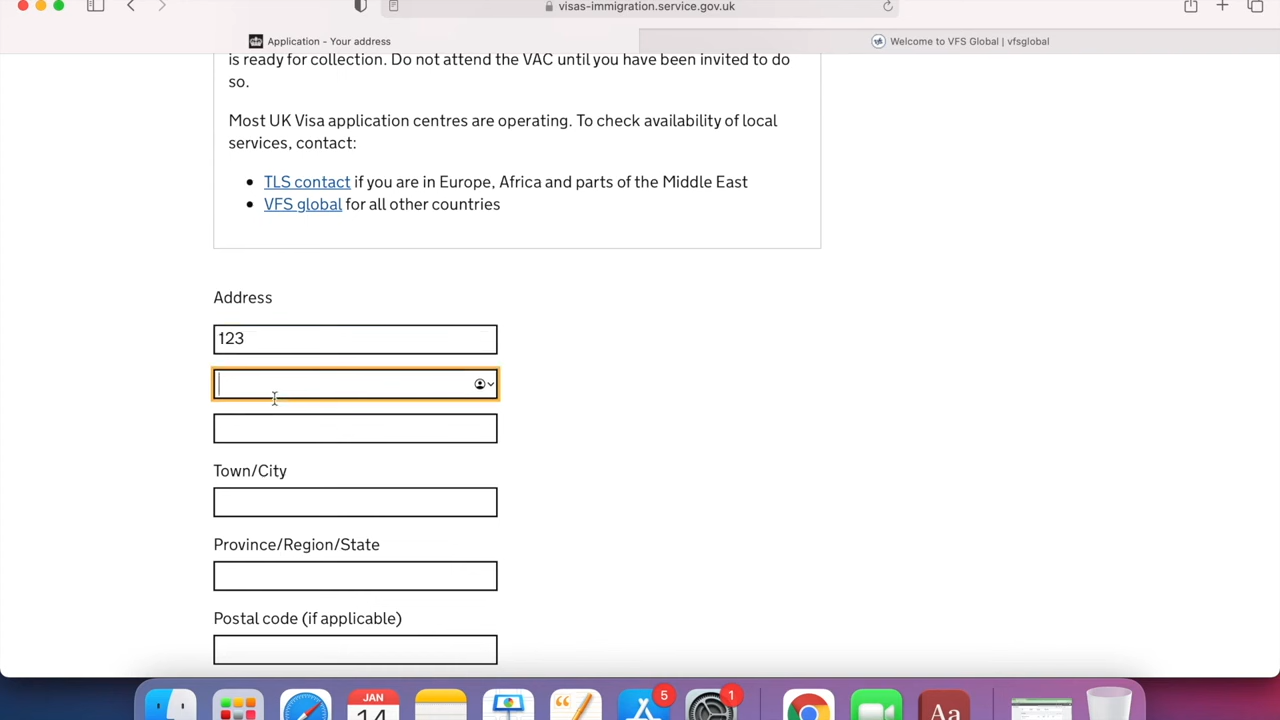 visas-immigration.service.gov.uk
Application - Your address
Welcome to VFS Global | vfsglobal
is ready for collection. Do not attend the VAC until you have been invited to do
so.
Most UK Visa application centres are operating. To check availability of local
services, contact:
• TLS contact if you are in Europe, Africa and parts of the Middle East
• VFS global for all other countries
Address
123
Town/City
Province/Region/State
Postal code (if applicable)
JAN
14
5
1
Aa